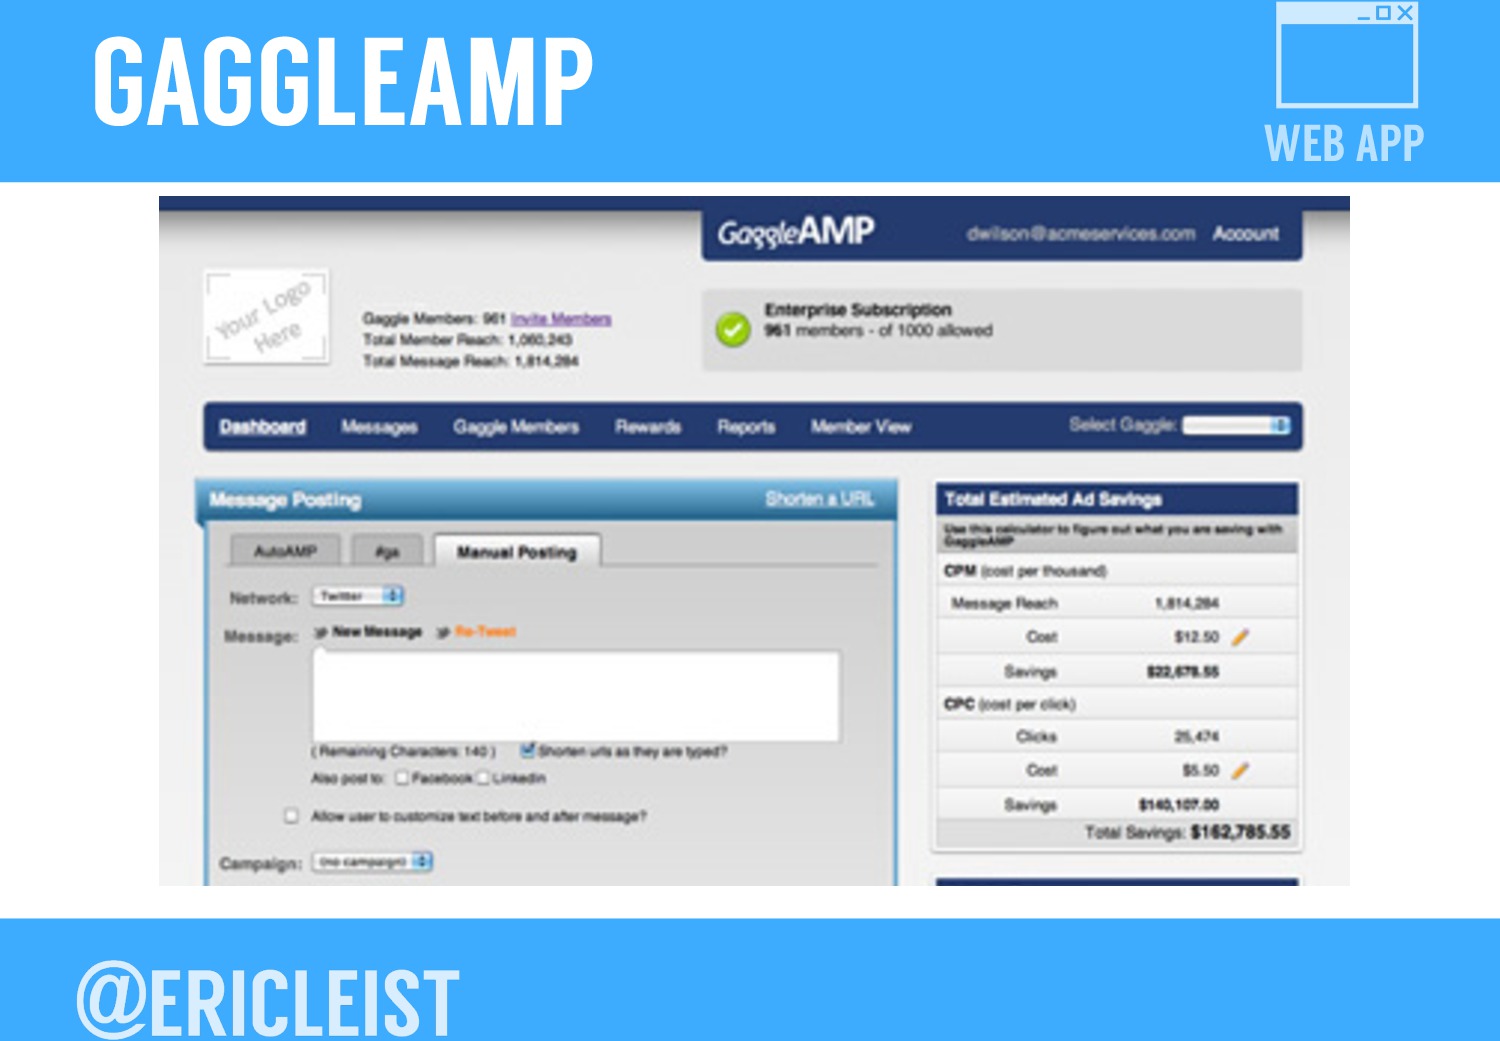 GAGGLEAMP
WEB APP
GaggleAMP
dwilson@acmeservices.com Account
Your Logo
Here
Gaggle Members: 961 Invite Members
Total Member Reach: 1,060,243
Total Message Reach: 1,814,284
Enterprise Subscription
961 members - of 1000 allowed
Dashboard Messages Gaggle Members Rewards Reports Member View Select Gaggle:
Message Posting Shorten a URL
AutoAMP #ga Manual Posting
Network: Twitter
Message: New Message Re-Tweet
( Remaining Characters: 140 ) Shorten urls as they are typed?
Also post to: Facebook LinkedIn
Allow user to customize text before and after message?
Campaign: (no campaign)
Total Estimated Ad Savings
Use this calculator to figure out what you are saving with
GaggleAMP
CPM (cost per thousand)
Message Reach 1,814,284
Cost $12.50
Savings $22,678.55
CPC (cost per click)
Clicks 25,474
Cost $5.50
Savings $140,107.00
Total Savings: $162,785.55
@ERICLEIST